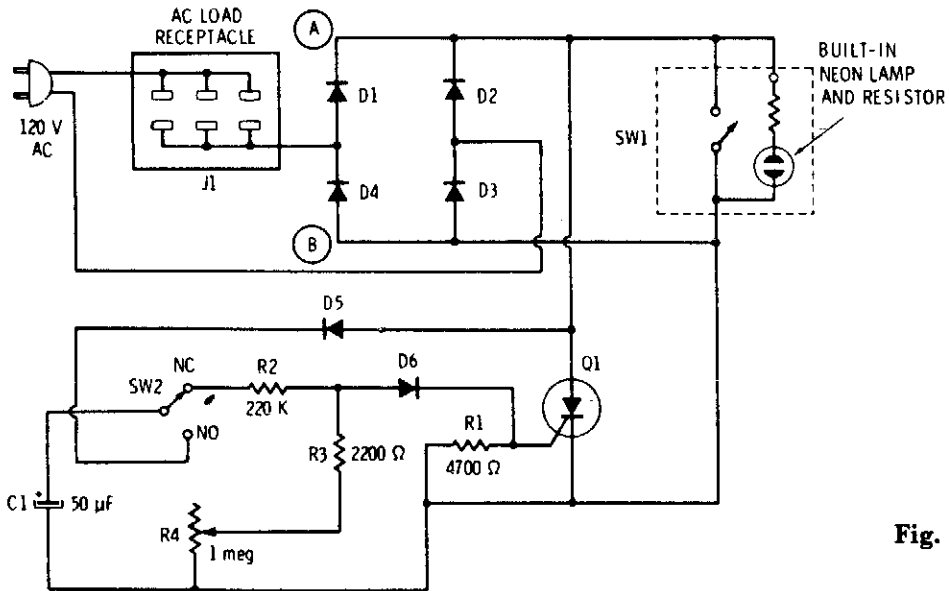 AC LOAD
RECEPTACLE
A
120 V
AC
J1
D1
D2
D4
D3
B
SW1
BUILT-IN
NEON LAMP
AND RESISTOR
D5
NC
SW2
R2
220 K
D6
Q1
NO
R3
2200 Ω
R1
4700 Ω
C1
+
50 µF
R4
1 meg
Fig.